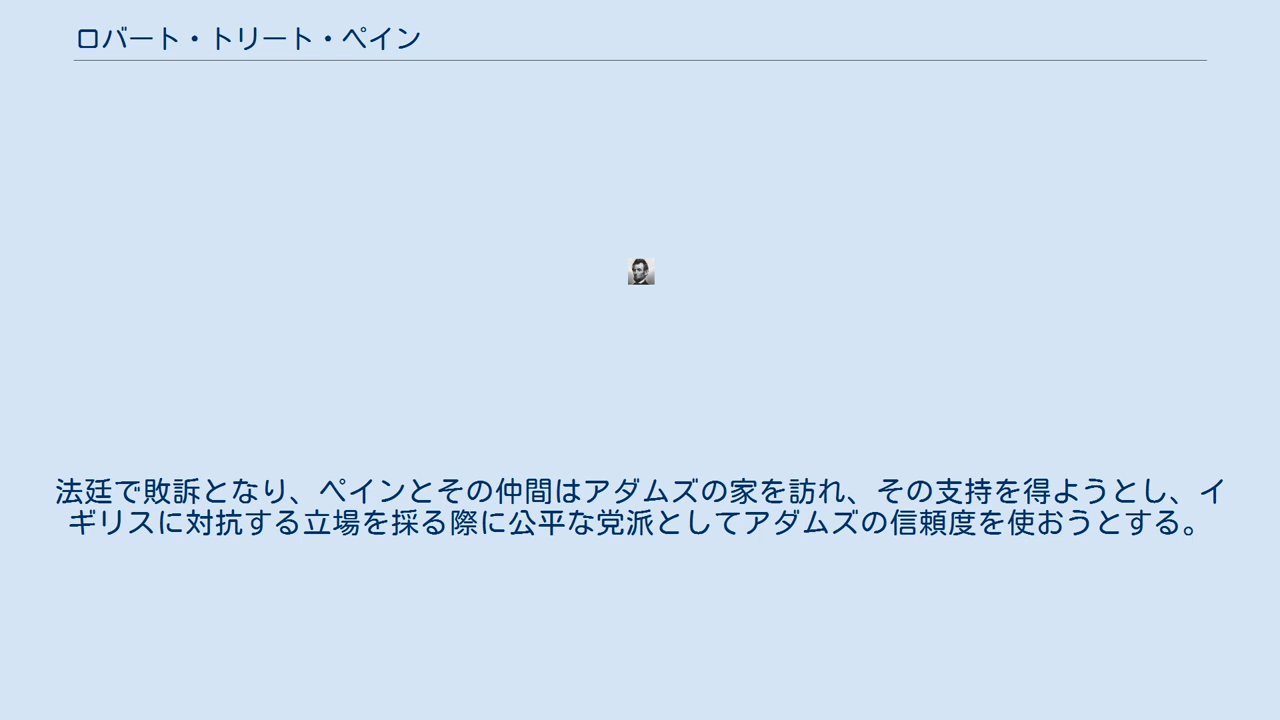 ロバート・トリート・ペイン
法廷で敗訴となり、ペインとその仲間はアダムズの家を訪れ、その支持を得ようとし、イ
ギリスに対抗する立場を採る際に公平な党派としてアダムズの信頼度を使おうとする。